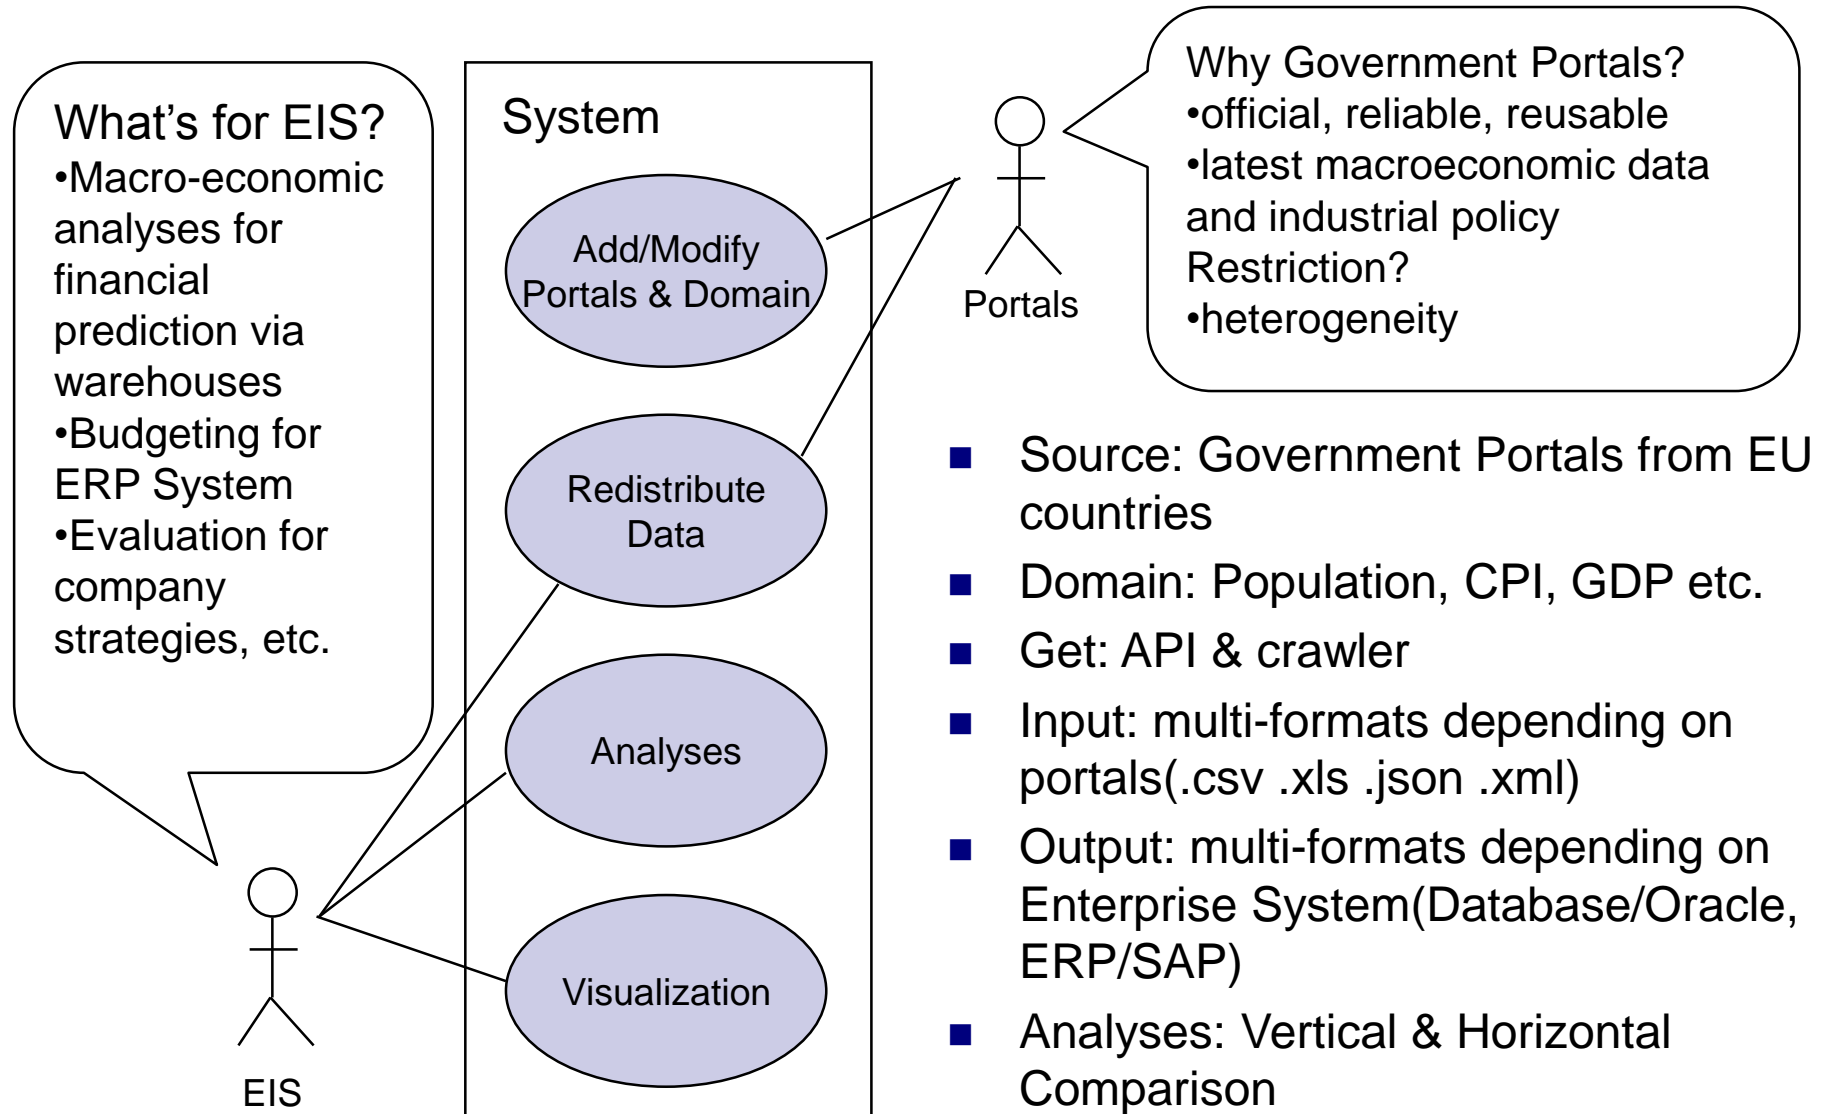 What’s for EIS?
•Macro-economic
analyses for
financial
prediction via
warehouses
•Budgeting for
ERP System
•Evaluation for
company
strategies, etc.
EIS
System
Add/Modify
Portals & Domain
Redistribute
Data
Analyses
Visualization
Portals
Why Government Portals?
•official, reliable, reusable
•latest macroeconomic data
and industrial policy
Restriction?
•heterogeneity
Source: Government Portals from EU
countries
Domain: Population, CPI, GDP etc.
Get: API & crawler
Input: multi-formats depending on
portals(.csv .xls .json .xml)
Output: multi-formats depending on
Enterprise System(Database/Oracle,
ERP/SAP)
Analyses: Vertical & Horizontal
Comparison